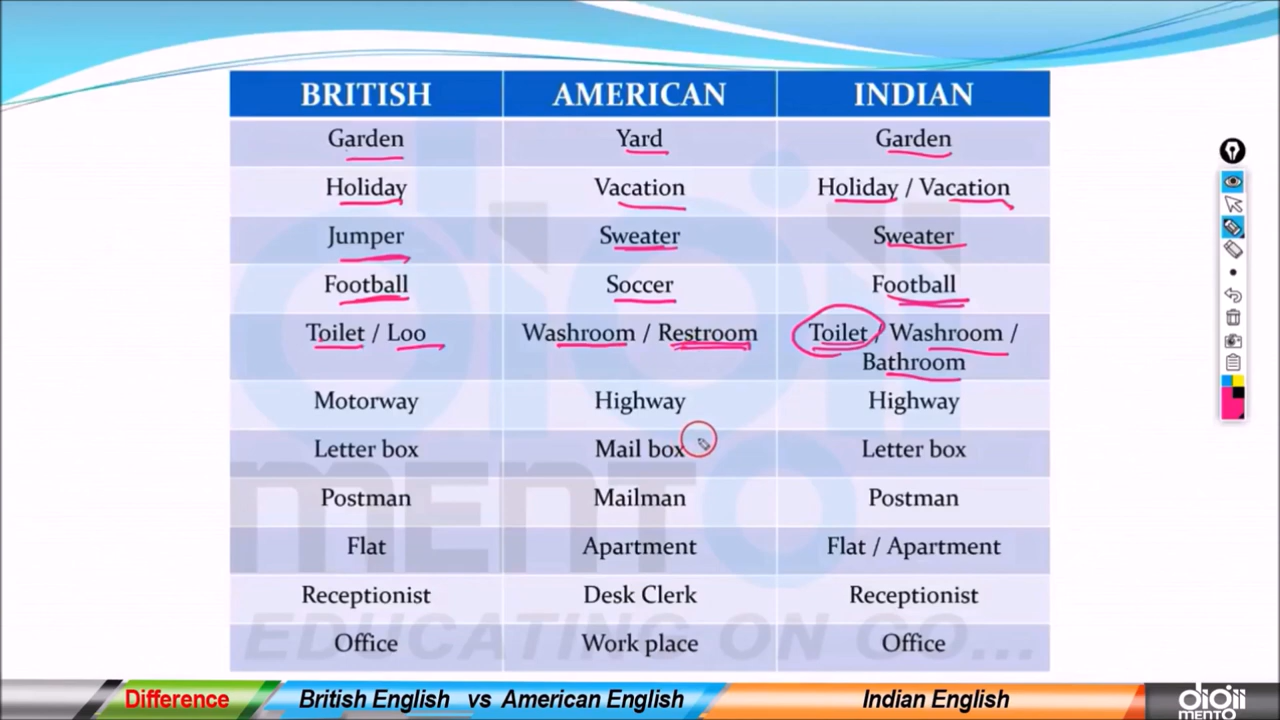 BRITISH AMERICAN INDIAN
Garden Yard Garden
Holiday Vacation Holiday / Vacation
Jumper Sweater Sweater
Football Soccer Football
Toilet / Loo Washroom / Restroom Toilet / Washroom /
Bathroom
Motorway Highway Highway
Letter box Mail box Letter box
Postman Mailman Postman
Flat Apartment Flat / Apartment
Receptionist Desk Clerk Receptionist
Office Work place Office
MENTO
EDUCATING ON GO...
Difference British English vs American English Indian English
digii
MENTO